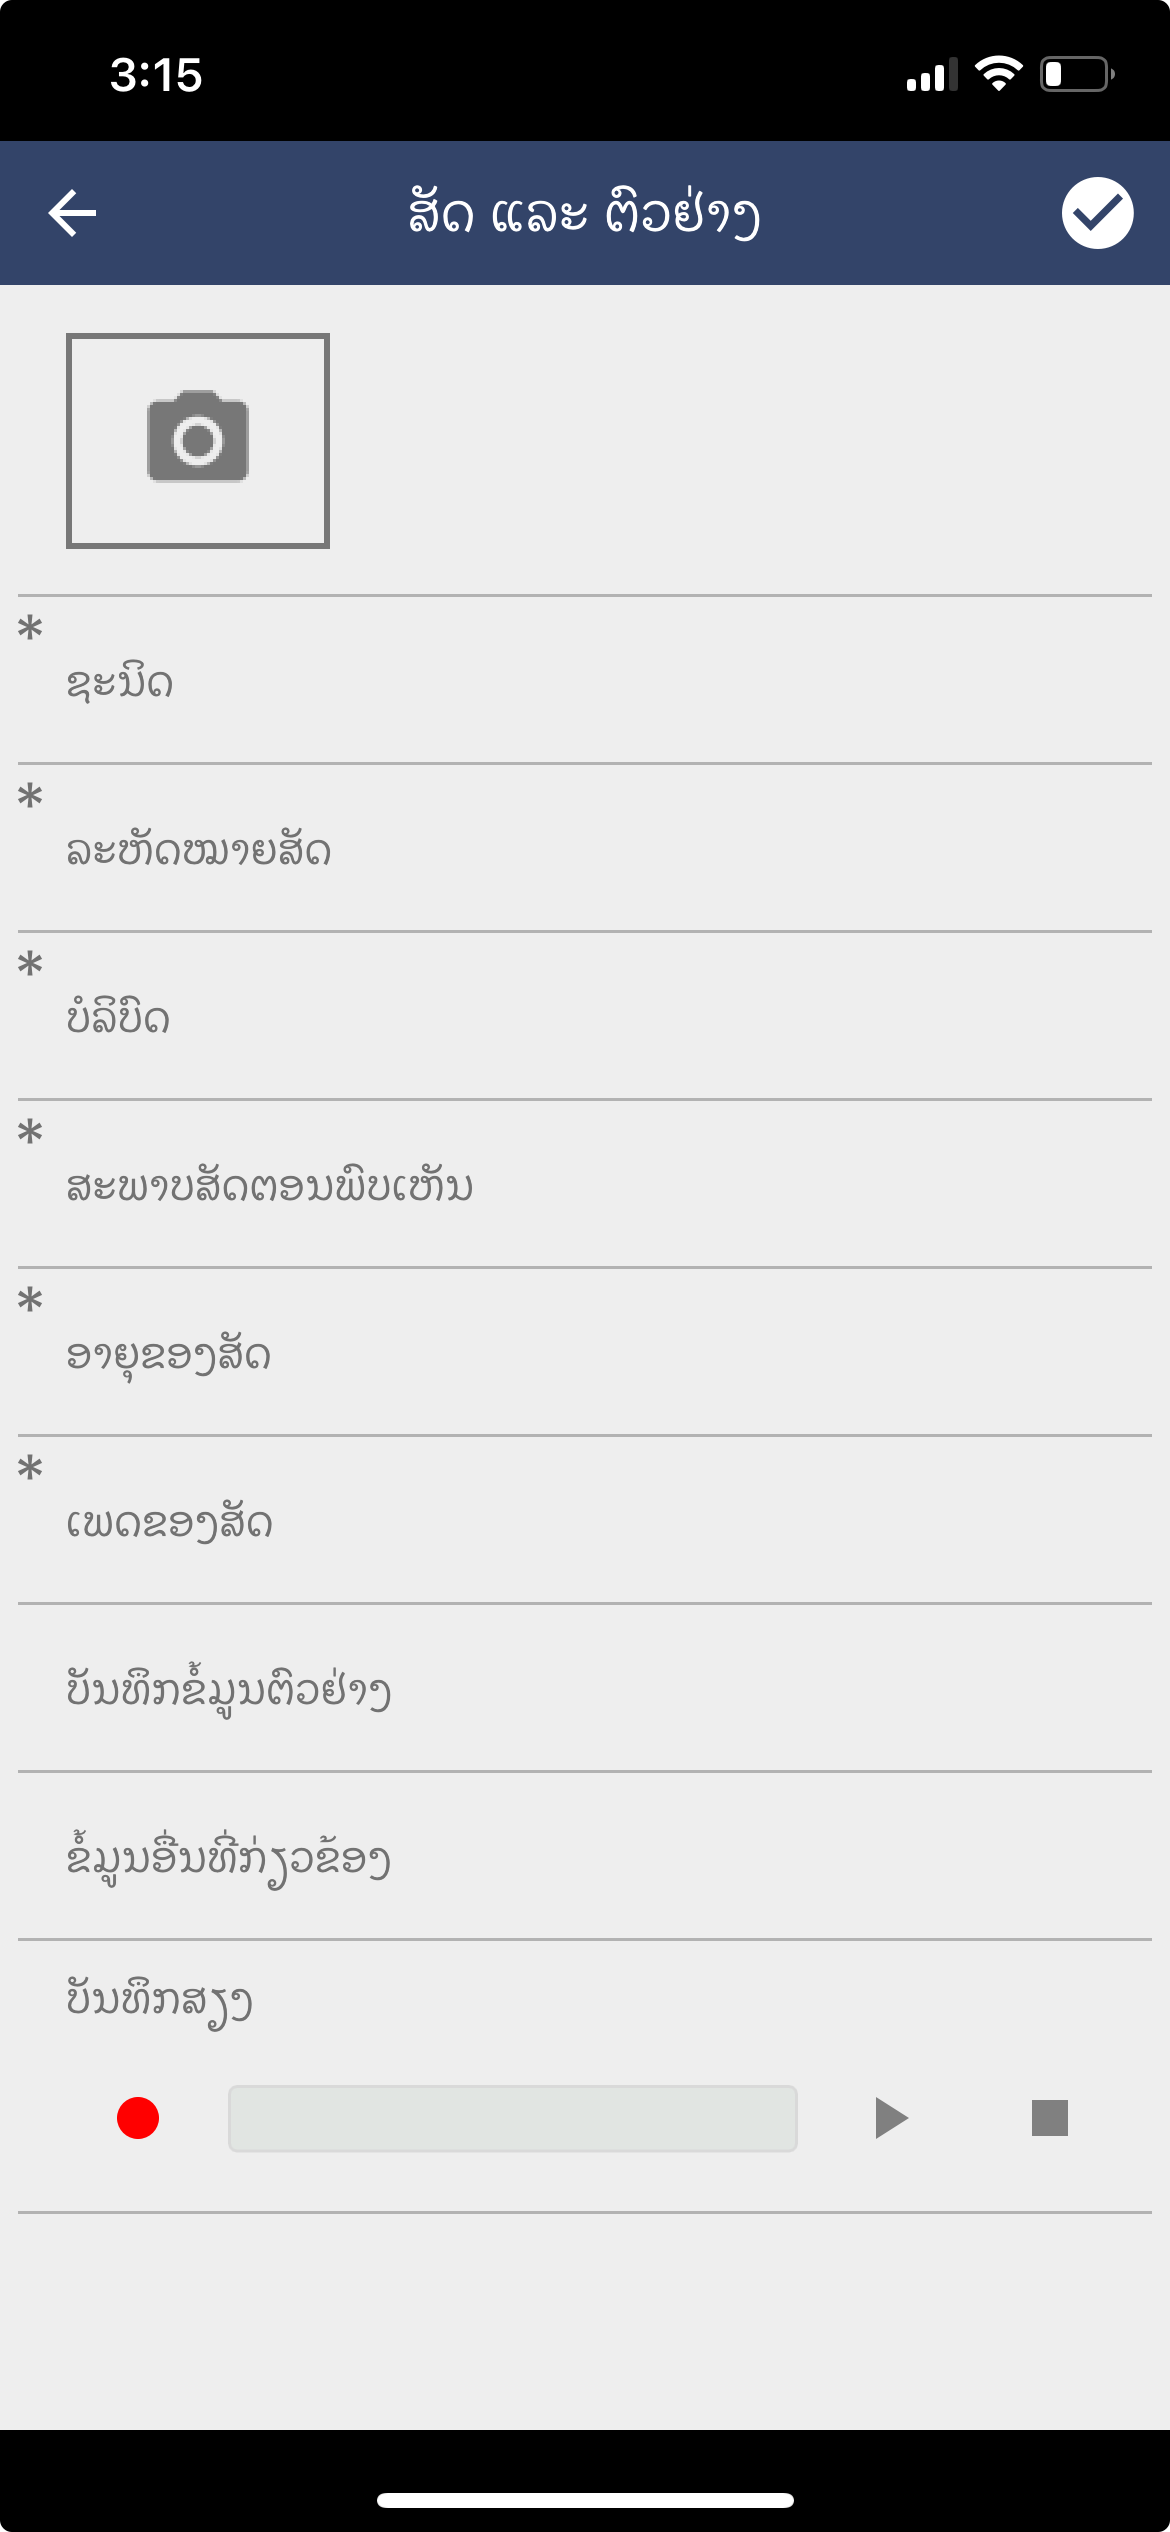 3:15
ສັດ ແລະ ຕົວຢ່າງ
*
ຊະນິດ
*
ລະຫັດໝາຍສັດ
*
ບໍລິບົດ
*
ສະພາບສັດຕອນພົບເຫັນ
*
ອາຍຸຂອງສັດ
*
ເພດຂອງສັດ
ບັນທຶກຂໍ້ມູນຕົວຢ່າງ
ຂໍ້ມູນອື່ນທີ່ກ່ຽວຂ້ອງ
ບັນທຶກສຽງ